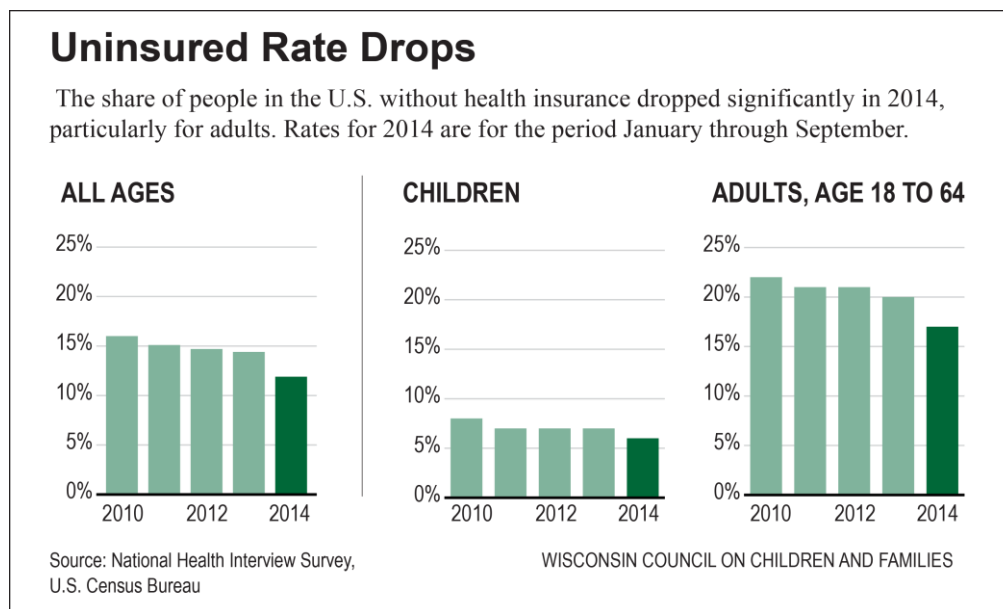 Uninsured Rate Drops
The share of people in the U.S. without health insurance dropped significantly in 2014,
particularly for adults. Rates for 2014 are for the period January through September.
ALL AGES
25%
20%
15%
10%
5%
0%
2010 2012 2014
CHILDREN
25%
20%
15%
10%
5%
0%
2010 2012 2014
ADULTS, AGE 18 TO 64
25%
20%
15%
10%
5%
0%
2010 2012 2014
Source: National Health Interview Survey,
U.S. Census Bureau
WISCONSIN COUNCIL ON CHILDREN AND FAMILIES